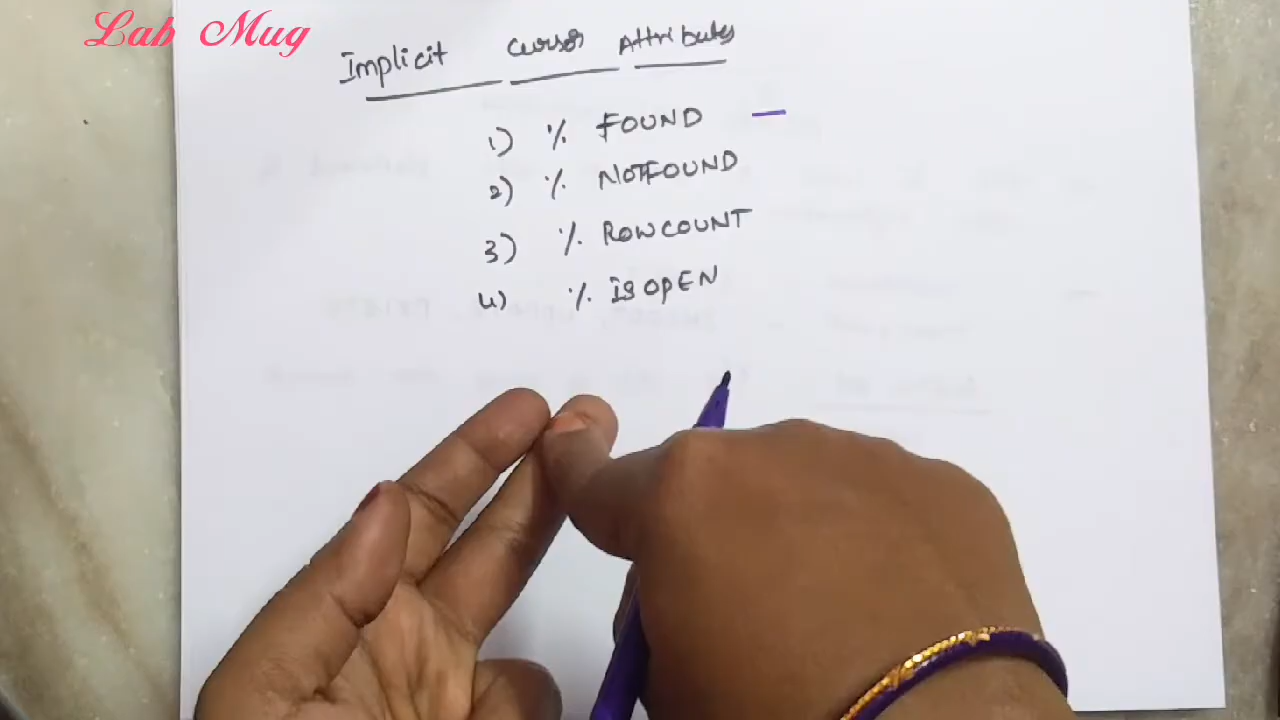 Lab Mug
Implicit Cursor Attributes
1) % FOUND —
2) % NOTFOUND
3) % ROWCOUNT
4) % ISOPEN